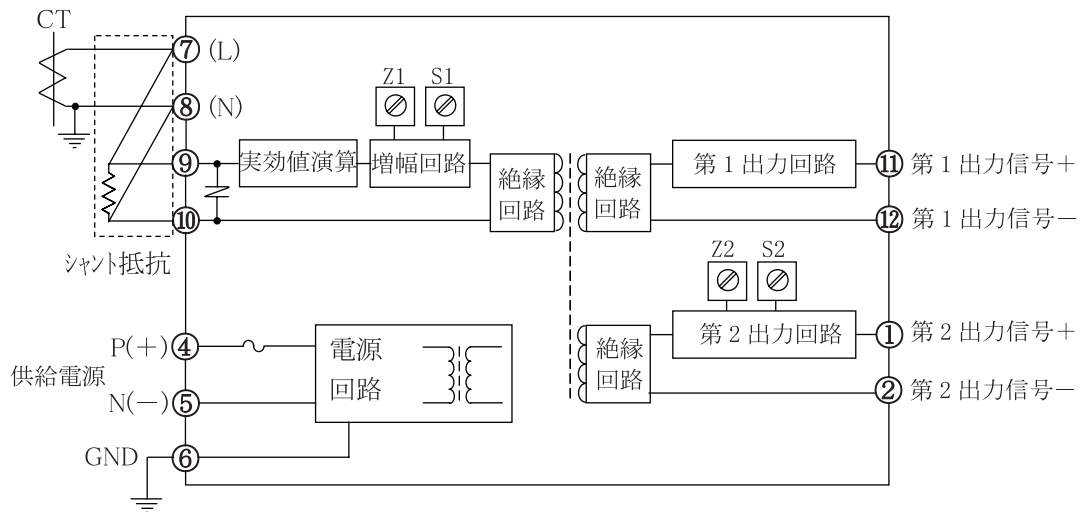 CT
⑦ (L)
⑧ (N)
⑨
⑩
シャント抵抗
Z1 S1
実効値演算
増幅回路
絶縁
回路
絶縁
回路
第1出力回路
⑪ 第1出力信号+
⑫ 第1出力信号−
Z2 S2
絶縁
回路
第2出力回路
① 第2出力信号+
② 第2出力信号−
供給電源
P(+) ④
N(−) ⑤
GND ⑥
電源
回路